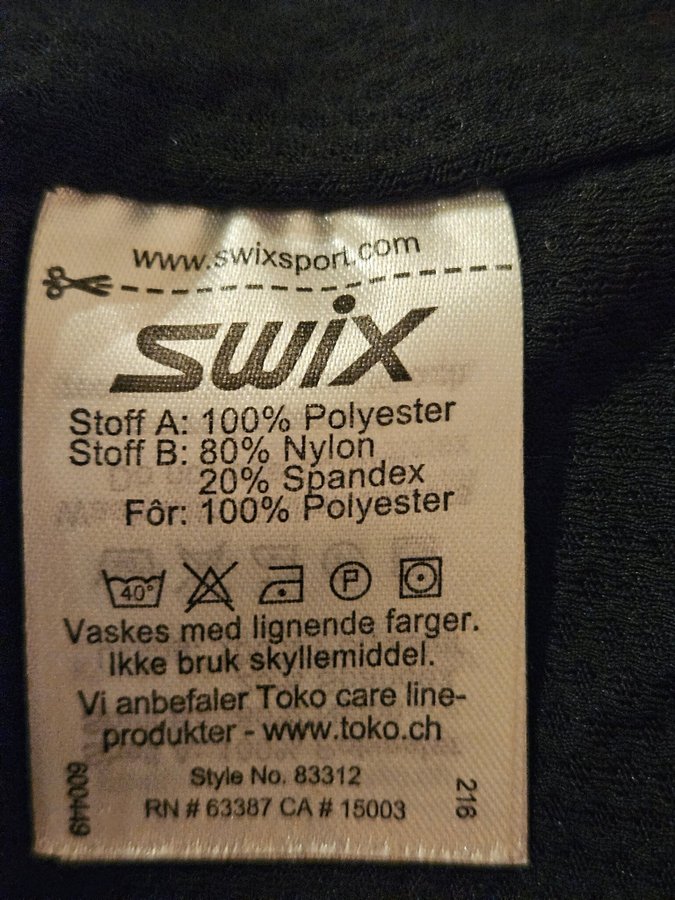 www.swixsport.com
swix
Stoff A: 100% Polyester
Stoff B: 80% Nylon
20% Spandex
Fôr: 100% Polyester
40° P
Vaskes med lignende farger.
Ikke bruk skyllemiddel.
Vi anbefaler Toko care line-
produkter - www.toko.ch
Style No. 83312
RN # 63387 CA # 15003
600449
216